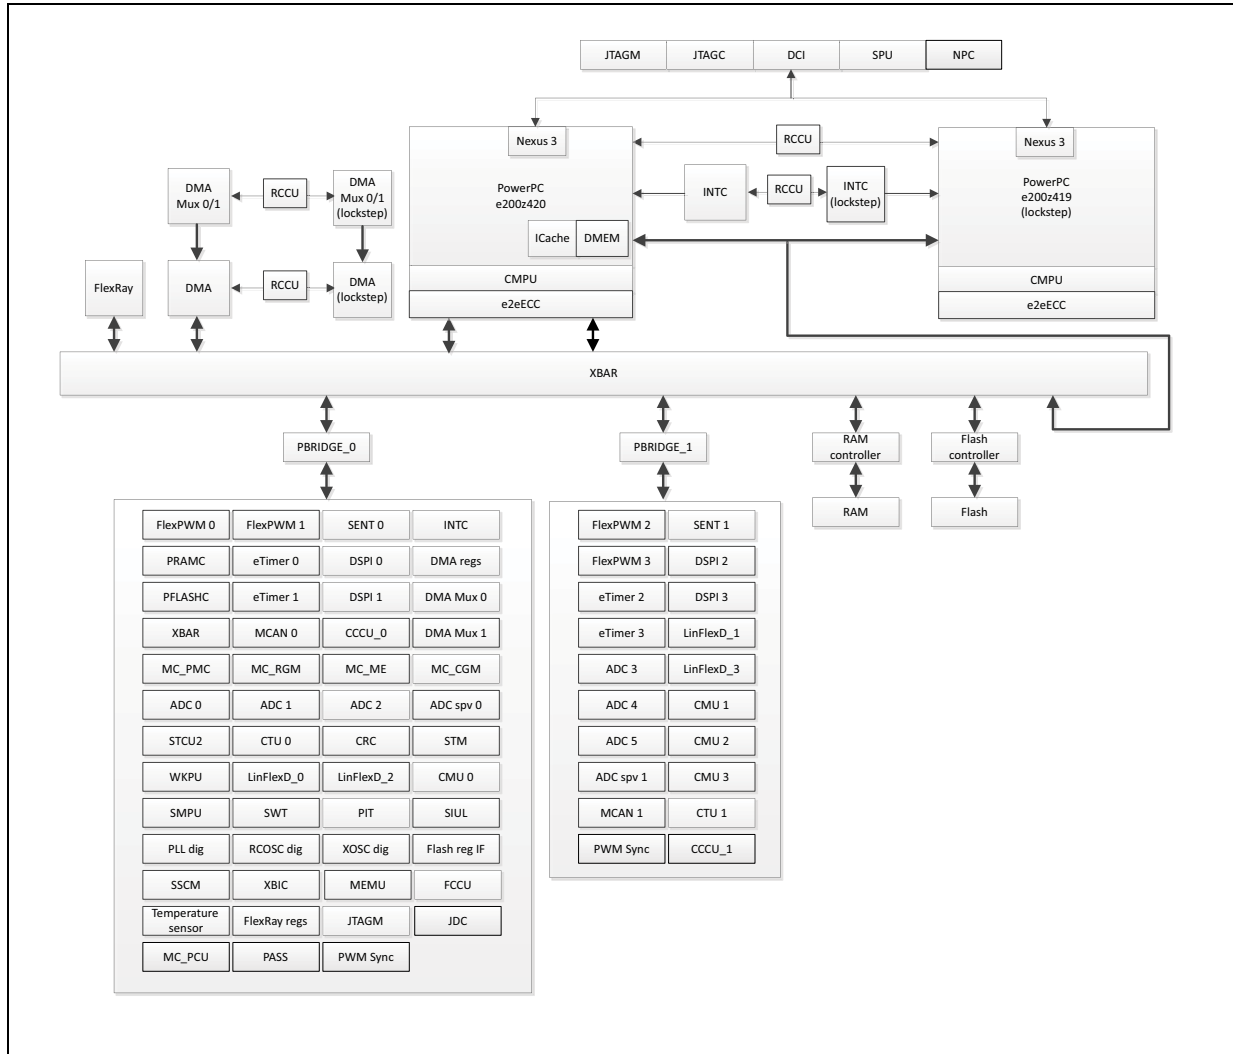 JTAGM JTAGC DCI SPU NPC
Nexus 3
RCCU
Nexus 3
PowerPC
e200z420
INTC
RCCU
INTC
(lockstep)
PowerPC
e200z419
(lockstep)
DMA
Mux 0/1
RCCU
DMA
Mux 0/1
(lockstep)
ICache DMEM
FlexRay
DMA
RCCU
DMA
(lockstep)
CMPU
e2eECC
CMPU
e2eECC
XBAR
PBRIDGE_0
PBRIDGE_1
RAM
controller
Flash
controller
RAM
Flash
FlexPWM 0 FlexPWM 1 SENT 0 INTC
PRAMC eTimer 0 DSPI 0 DMA regs
PFLASHC eTimer 1 DSPI 1 DMA Mux 0
XBAR MCAN 0 CCCU_0 DMA Mux 1
MC_PMC MC_RGM MC_ME MC_CGM
ADC 0 ADC 1 ADC 2 ADC spv 0
STCU2 CTU 0 CRC STM
WKPU LinFlexD_0 LinFlexD_2 CMU 0
SMPU SWT PIT SIUL
PLL dig RCOSC dig XOSC dig Flash reg IF
SSCM XBIC MEMU FCCU
Temperature
sensor FlexRay regs JTAGM JDC
MC_PCU PASS PWM Sync
FlexPWM 2 SENT 1
FlexPWM 3 DSPI 2
eTimer 2 DSPI 3
eTimer 3 LinFlexD_1
ADC 3 LinFlexD_3
ADC 4 CMU 1
ADC 5 CMU 2
ADC spv 1 CMU 3
MCAN 1 CTU 1
PWM Sync CCCU_1